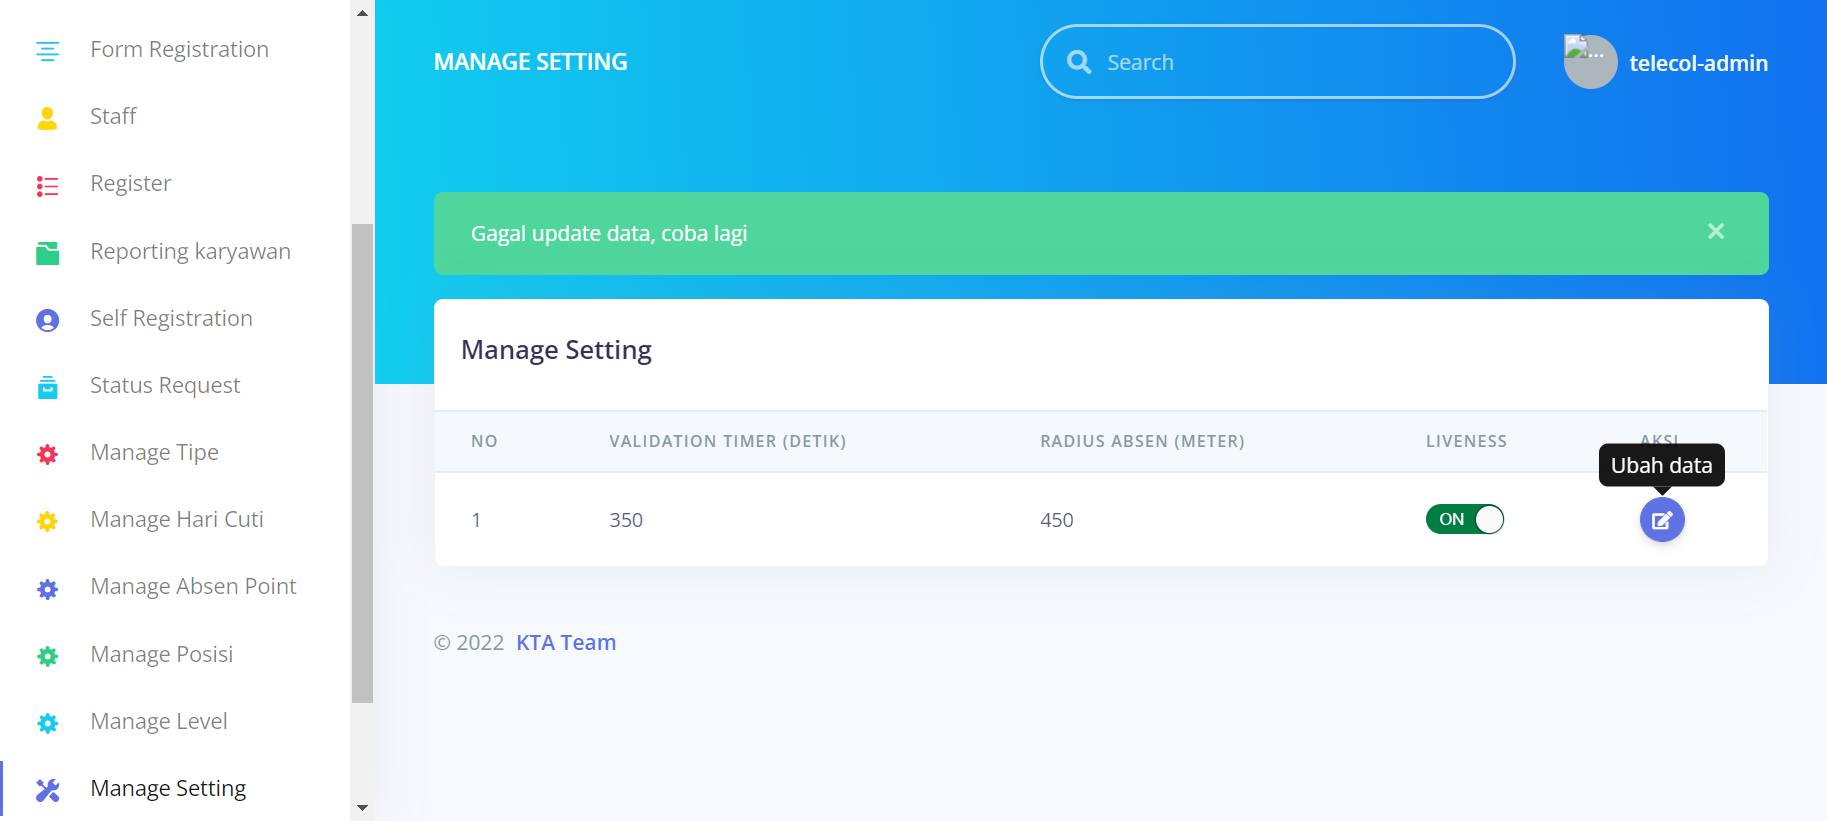 Form Registration
Staff
Register
Reporting karyawan
Self Registration
Status Request
Manage Tipe
Manage Hari Cuti
Manage Absen Point
Manage Posisi
Manage Level
Manage Setting
MANAGE SETTING
Search
...
telecol-admin
Gagal update data, coba lagi
×
Manage Setting
NO VALIDATION TIMER (DETIK) RADIUS ABSEN (METER) LIVENESS AKSI
Ubah data
1 350 450 ON
© 2022 KTA Team